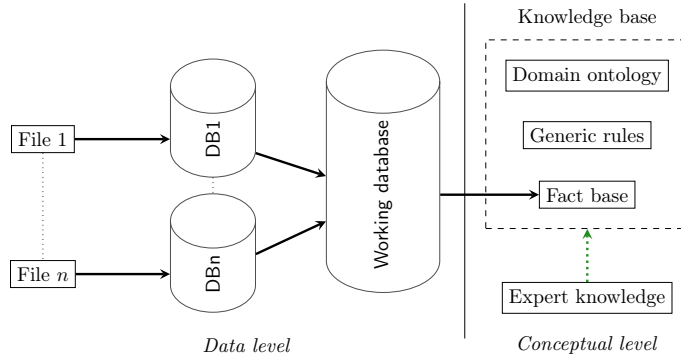 Knowledge base
Domain ontology
Generic rules
Fact base
Expert knowledge
File 1
File n
DB1
DBn
Working database
Data level
Conceptual level